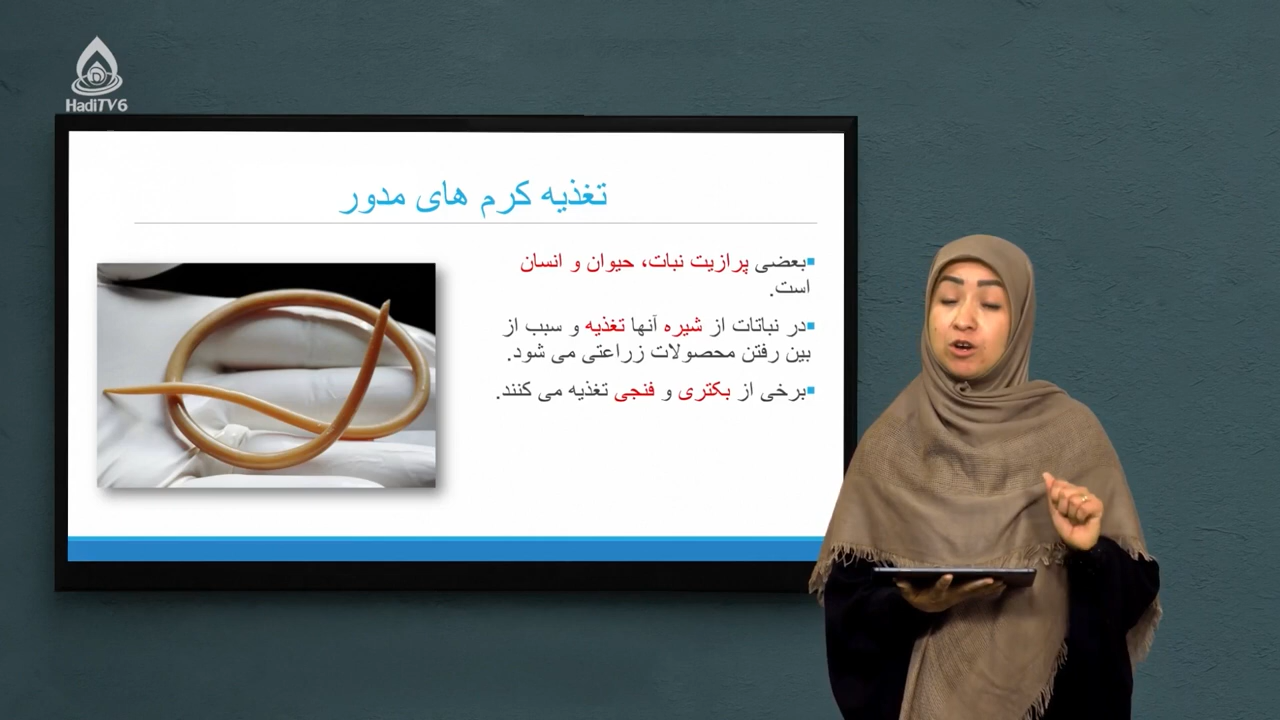 HadiTV6
تغذیه کرم های مدور
▪بعضی پرازیت نبات، حیوان و انسان
است.
▪در نباتات از شیره آنها تغذیه و سبب از
بین رفتن محصولات زراعتی می شود.
▪برخی از بکتری و فنجی تغذیه می کنند.